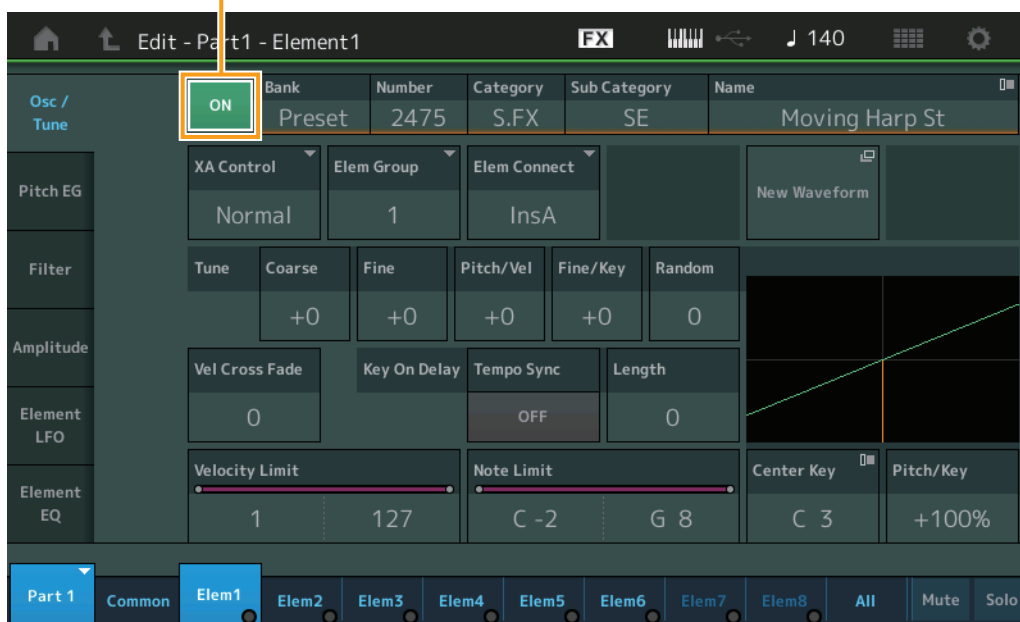 Edit - Part1 - Element1 FX 140
Osc / Tune
ON
Bank Number Category Sub Category Name
Preset 2475 S.FX SE Moving Harp St
Pitch EG
XA Control Elem Group Elem Connect
New Waveform
Normal 1 InsA
Filter
Tune Coarse Fine Pitch/Vel Fine/Key Random
+0 +0 +0 +0 0
Amplitude
Vel Cross Fade Key On Delay Tempo Sync Length
0 OFF 0
Element LFO
Velocity Limit Note Limit Center Key Pitch/Key
Element EQ
1 127 C -2 G 8 C 3 +100%
Part 1 Common Elem1 Elem2 Elem3 Elem4 Elem5 Elem6 Elem7 Elem8 All Mute Solo